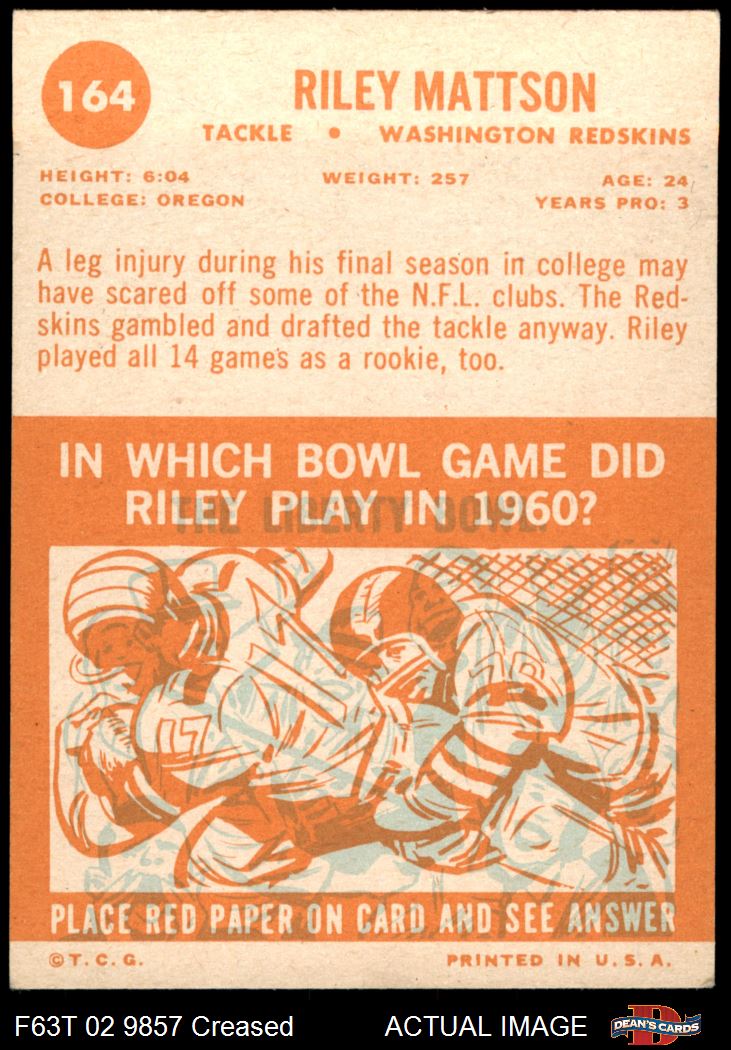 164
RILEY MATTSON
TACKLE • WASHINGTON REDSKINS
HEIGHT: 6:04 WEIGHT: 257 AGE: 24
COLLEGE: OREGON YEARS PRO: 3
A leg injury during his final season in college may
have scared off some of the N.F.L. clubs. The Red-
skins gambled and drafted the tackle anyway. Riley
played all 14 games as a rookie, too.
IN WHICH BOWL GAME DID
RILEY PLAY IN 1960?
THE LIBERTY BOWL
17
PLACE RED PAPER ON CARD AND SEE ANSWER
©T.C.G. PRINTED IN U.S.A.
F63T 02 9857 Creased ACTUAL IMAGE
D
DEAN'S CARDS